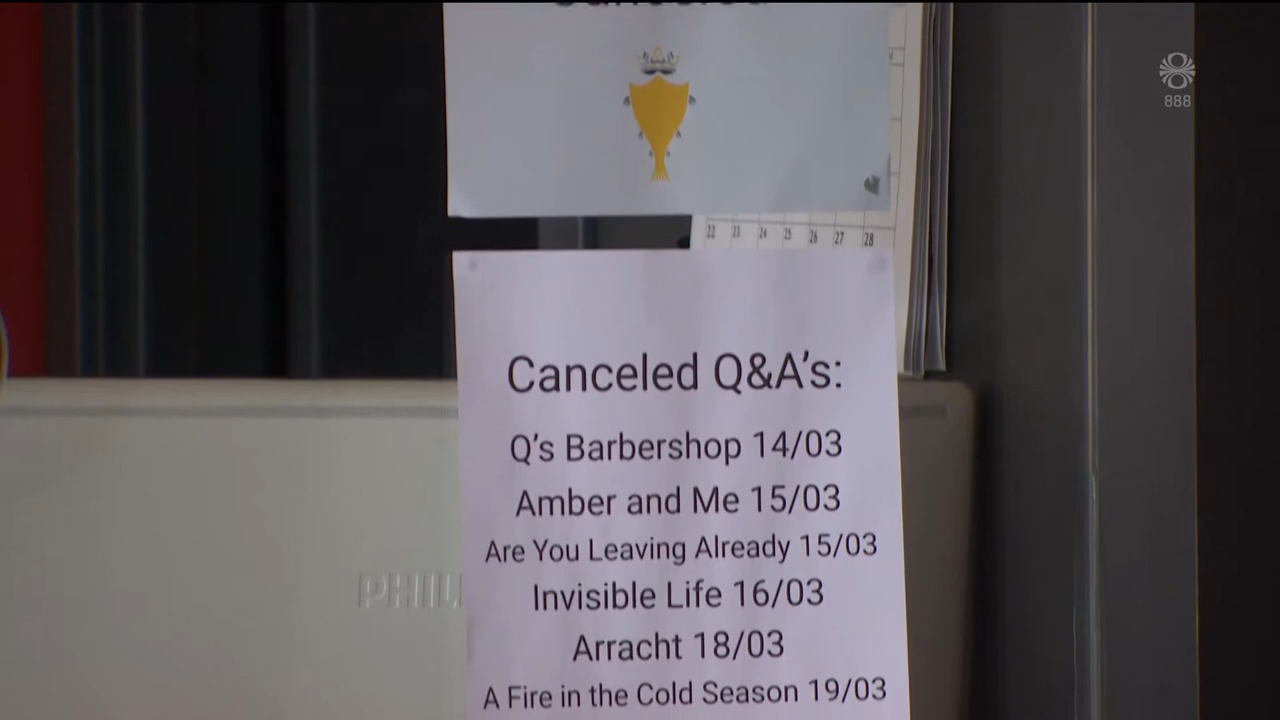 888
22 23 24 25 26 27 28
Canceled Q&A's:
Q's Barbershop 14/03
Amber and Me 15/03
Are You Leaving Already 15/03
Invisible Life 16/03
Arracht 18/03
A Fire in the Cold Season 19/03
PHIL